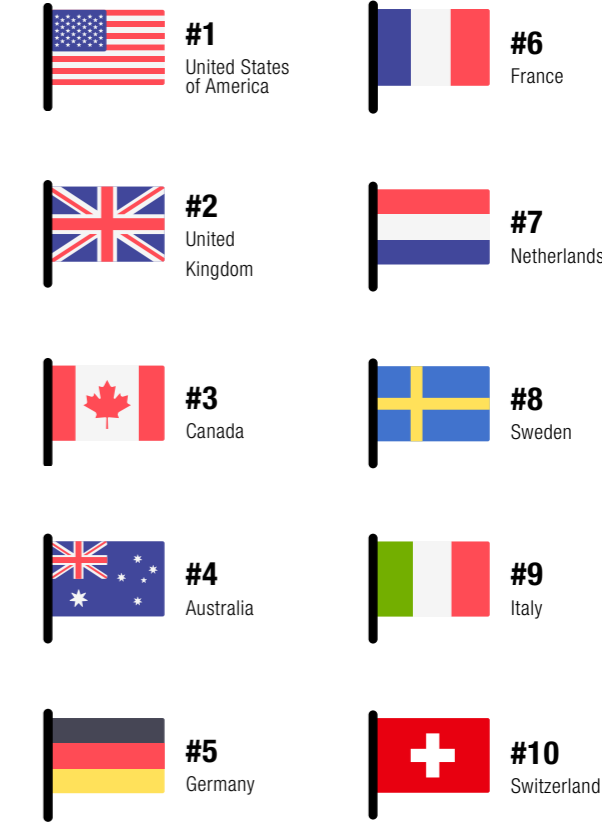 #1
United States
of America
#2
United
Kingdom
#3
Canada
#4
Australia
#5
Germany
#6
France
#7
Netherlands
#8
Sweden
#9
Italy
#10
Switzerland